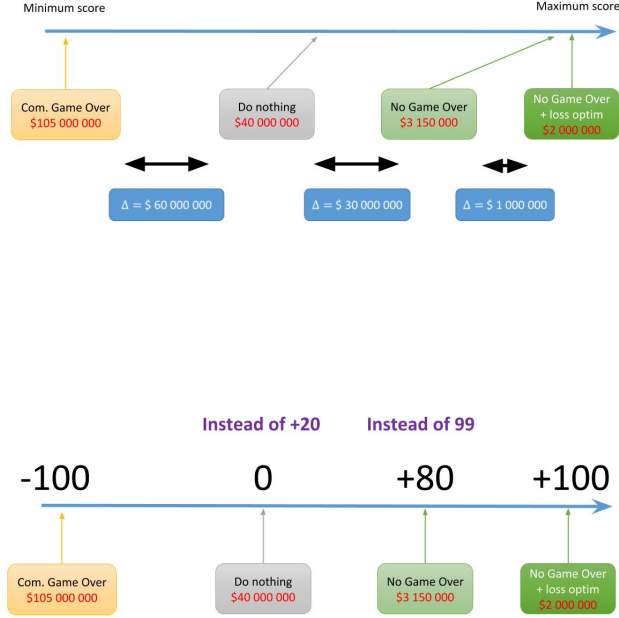 Minimum score
Maximum score
Com. Game Over
$105 000 000
Do nothing
$40 000 000
No Game Over
$3 150 000
No Game Over
+ loss optim
$2 000 000
Δ = $ 60 000 000
Δ = $ 30 000 000
Δ = $ 1 000 000
Instead of +20
Instead of 99
-100
0
+80
+100
Com. Game Over
$105 000 000
Do nothing
$40 000 000
No Game Over
$3 150 000
No Game Over
+ loss optim
$2 000 000